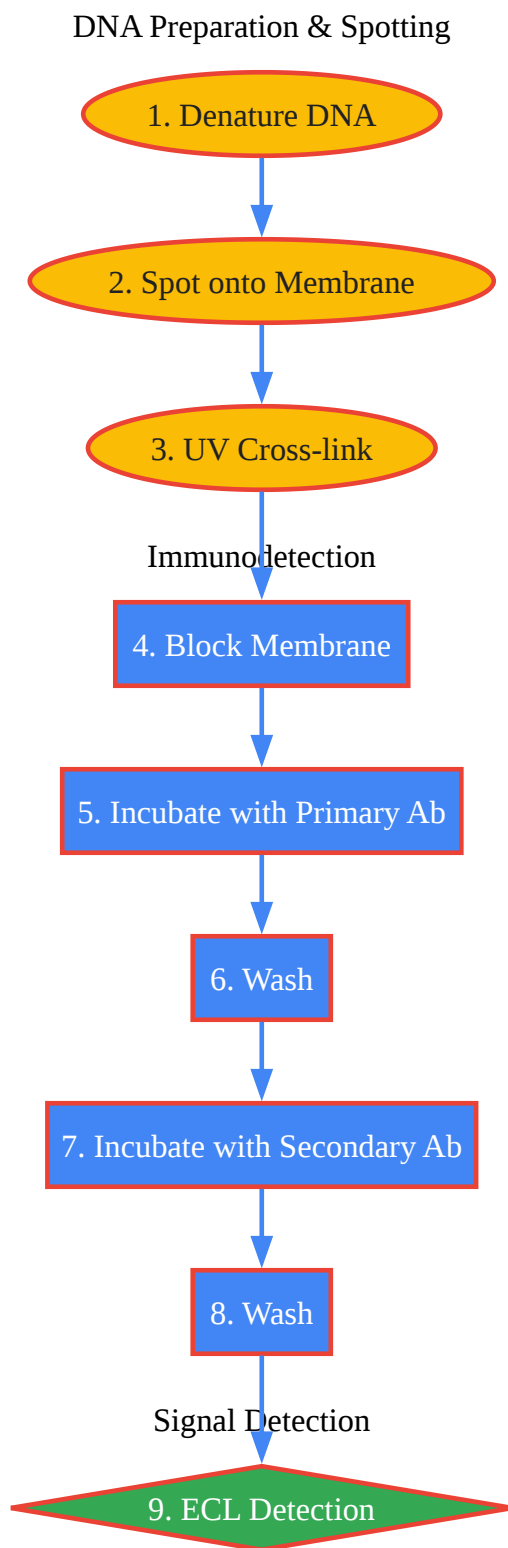 DNA Preparation & Spotting
1. Denature DNA
2. Spot onto Membrane
3. UV Cross-link
Immunodetection
4. Block Membrane
5. Incubate with Primary Ab
6. Wash
7. Incubate with Secondary Ab
8. Wash
Signal Detection
9. ECL Detection